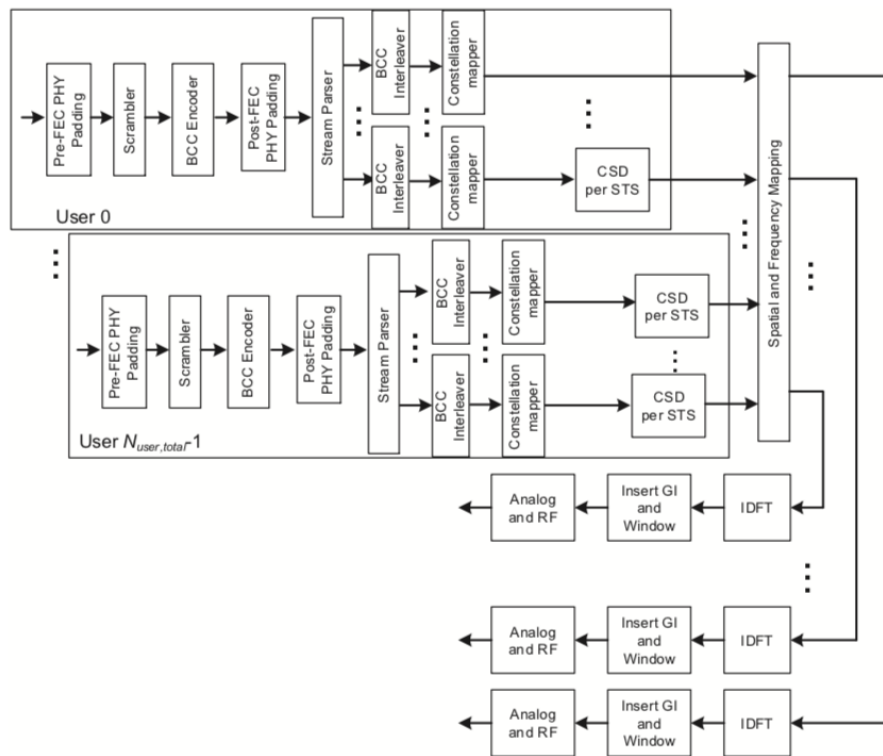 Pre-FEC PHY
Padding
Scrambler
BCC Encoder
Post-FEC
PHY Padding
Stream Parser
BCC
Interleaver
Constellation
mapper
BCC
Interleaver
Constellation
mapper
CSD
per STS
User 0
Spatial and Frequency Mapping
Pre-FEC PHY
Padding
Scrambler
BCC Encoder
Post-FEC
PHY Padding
Stream Parser
BCC
Interleaver
Constellation
mapper
CSD
per STS
BCC
Interleaver
Constellation
mapper
CSD
per STS
User Nuser,total-1
Analog
and RF
Insert GI
and
Window
IDFT
Analog
and RF
Insert GI
and
Window
IDFT
Analog
and RF
Insert GI
and
Window
IDFT